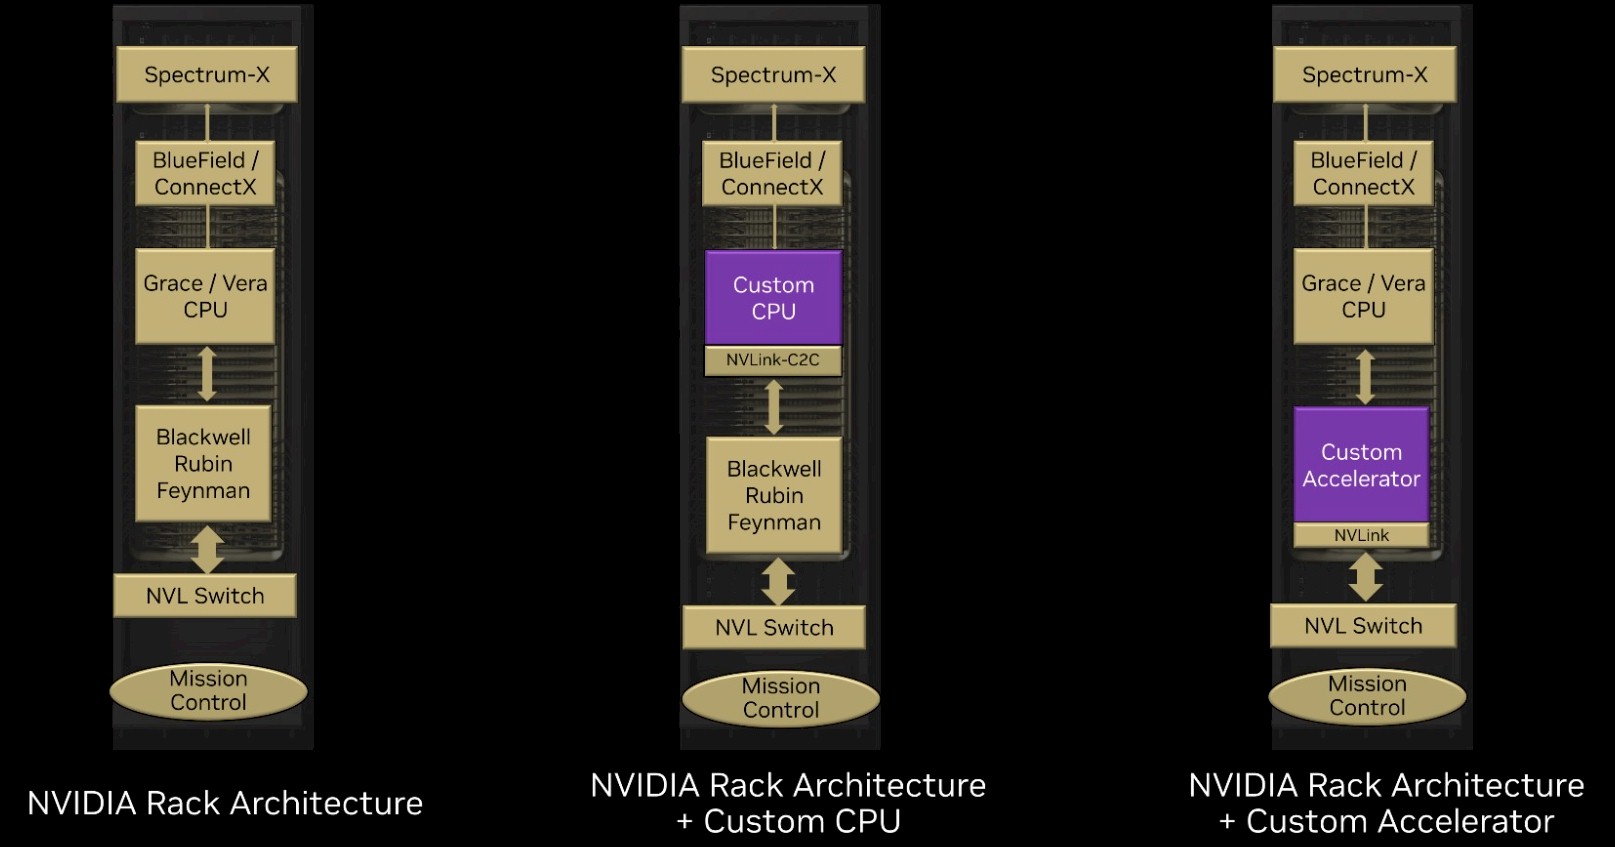 Spectrum-X
BlueField /
ConnectX
Grace / Vera
CPU
Blackwell
Rubin
Feynman
NVL Switch
Mission
Control
NVIDIA Rack Architecture
Spectrum-X
BlueField /
ConnectX
Custom
CPU
NVLink-C2C
Blackwell
Rubin
Feynman
NVL Switch
Mission
Control
NVIDIA Rack Architecture
+ Custom CPU
Spectrum-X
BlueField /
ConnectX
Grace / Vera
CPU
Custom
Accelerator
NVLink
NVL Switch
Mission
Control
NVIDIA Rack Architecture
+ Custom Accelerator